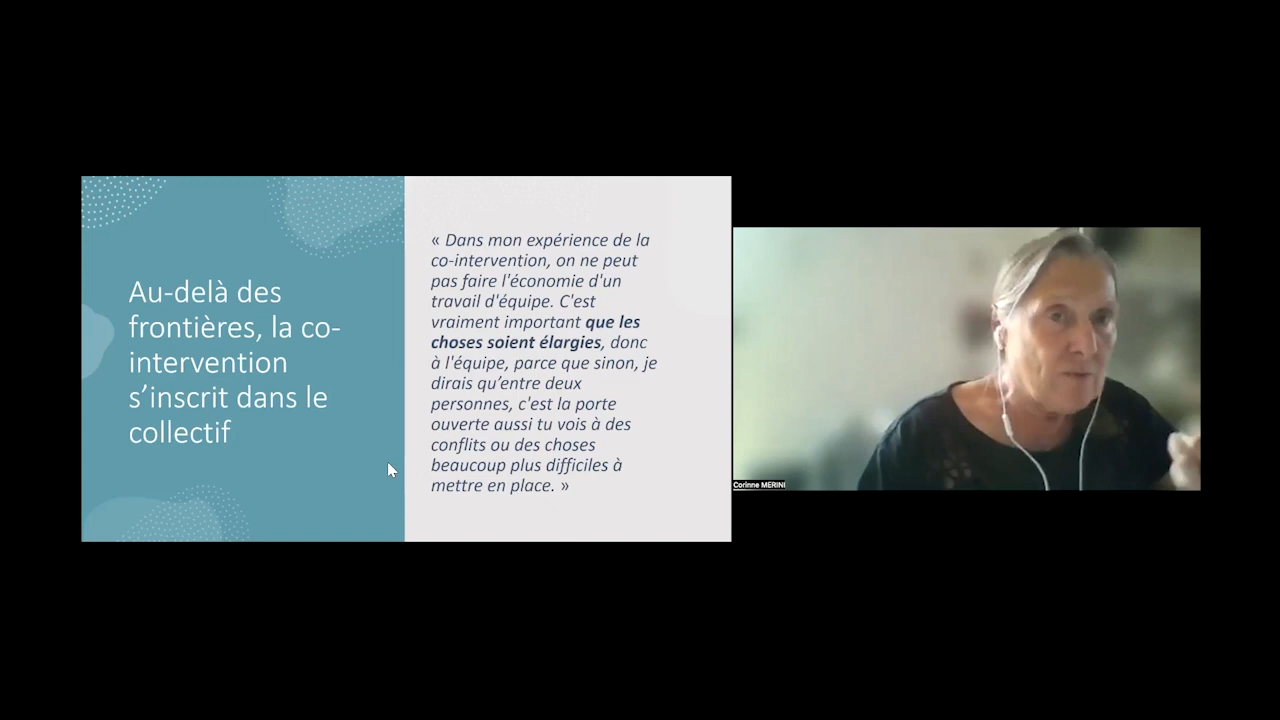 Au-delà des
frontières, la co-
intervention
s’inscrit dans le
collectif
« Dans mon expérience de la
co-intervention, on ne peut
pas faire l'économie d'un
travail d'équipe. C'est
vraiment important que les
choses soient élargies, donc
à l'équipe, parce que sinon, je
dirais qu’entre deux
personnes, c'est la porte
ouverte aussi tu vois à des
conflits ou des choses
beaucoup plus difficiles à
mettre en place. »
Corinne MERINI